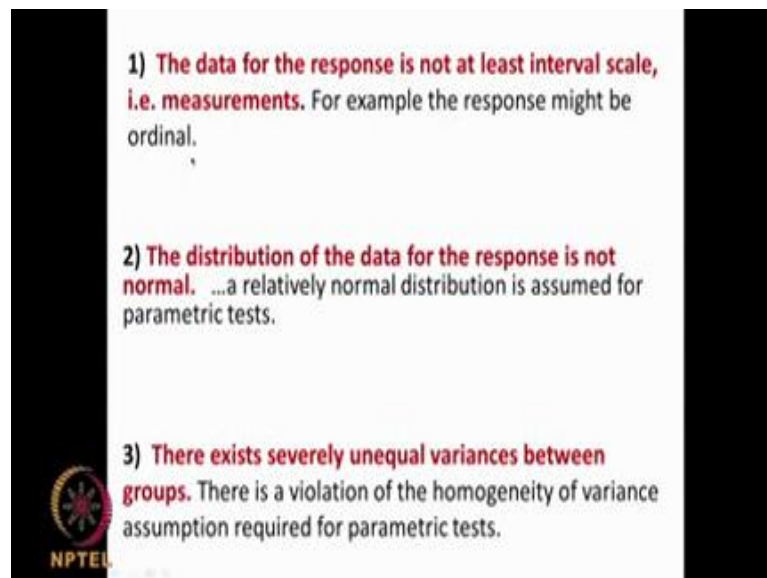 1) The data for the response is not at least interval scale,
i.e. measurements. For example the response might be
ordinal.
2) The distribution of the data for the response is not
normal. ...a relatively normal distribution is assumed for
parametric tests.
3) There exists severely unequal variances between
groups. There is a violation of the homogeneity of variance
assumption required for parametric tests.
NPTEL